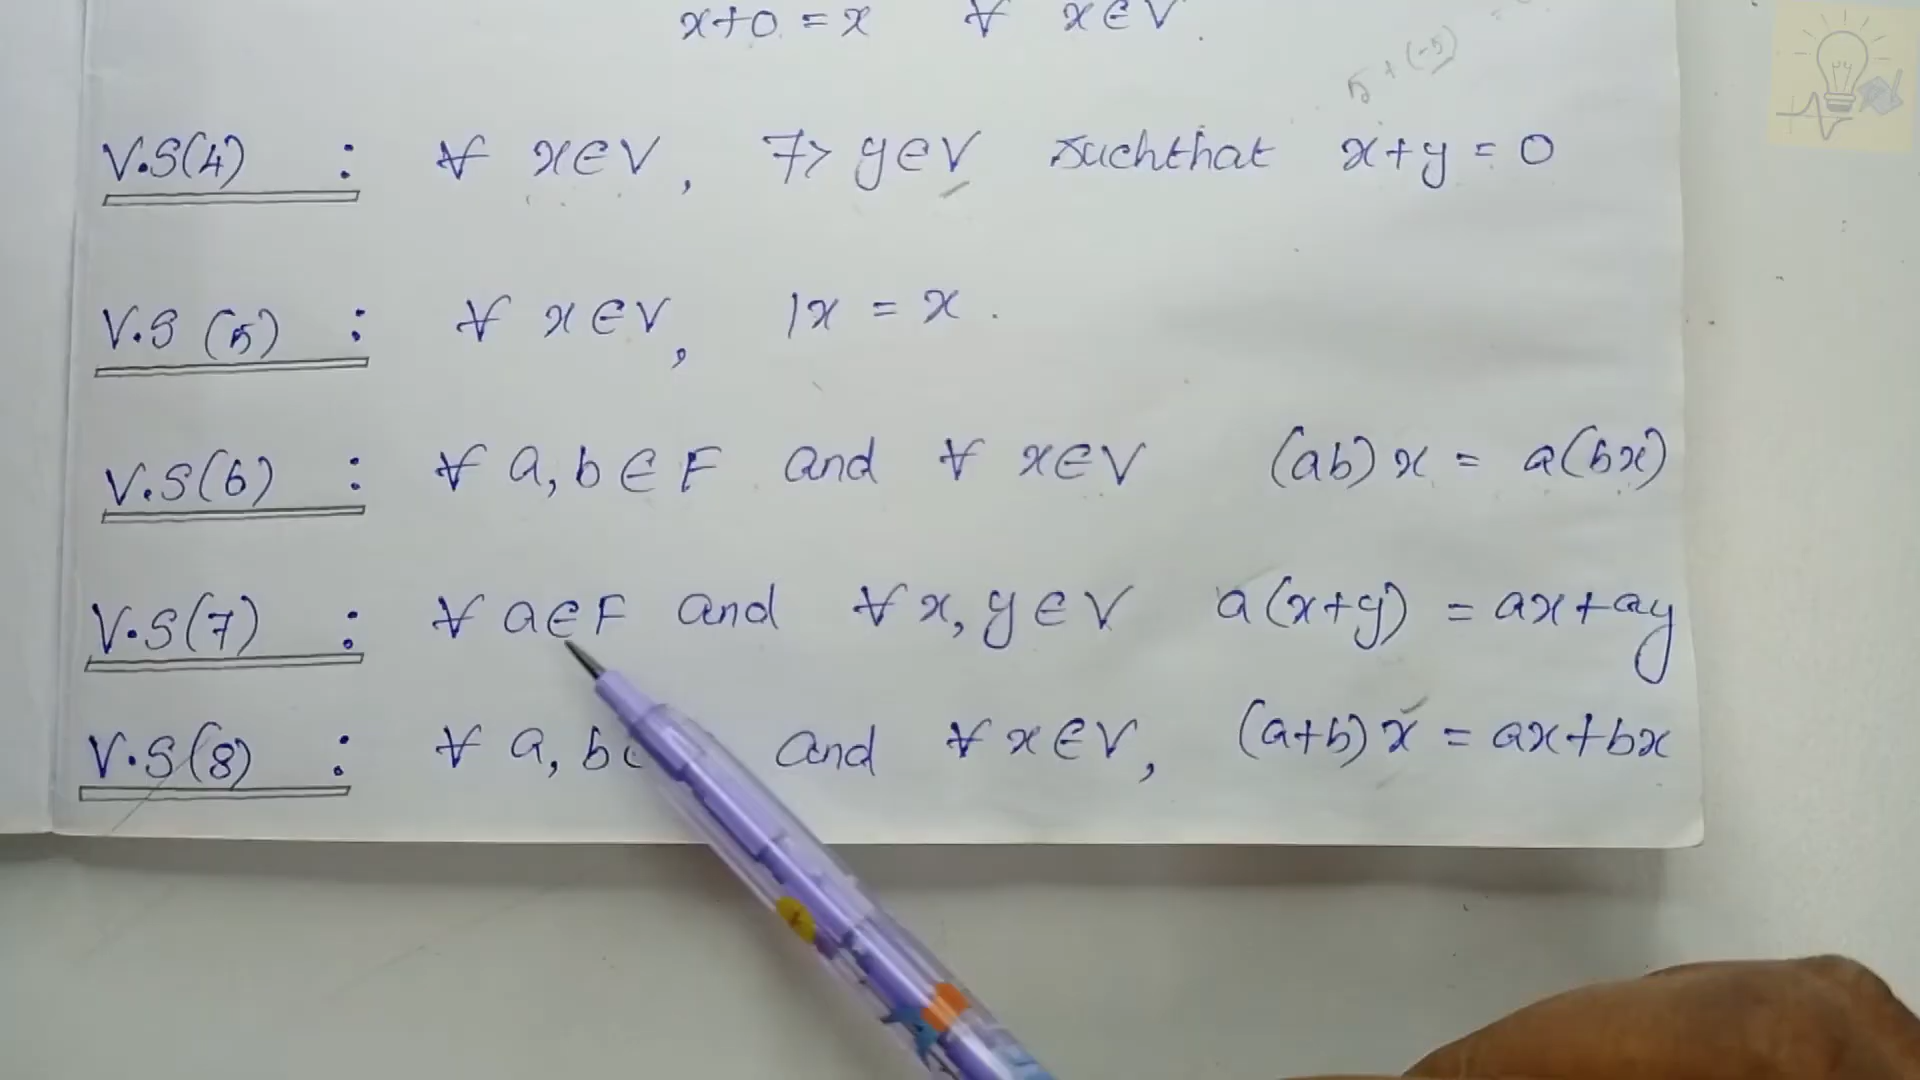 x+0 = x ∀ x∈V.
5+(-5)
V.S(4) : ∀ x∈V, ∃ y∈V suchthat x+y = 0
V.S (5) : ∀ x∈V, 1x = x.
V.S(6) : ∀ a, b∈F and ∀ x∈V (ab)x = a(bx)
V.S(7) : ∀ a∈F and ∀ x, y∈V a(x+y) = ax+ay
V.S(8) : ∀ a, b∈ and ∀ x∈V, (a+b)x = ax+bx